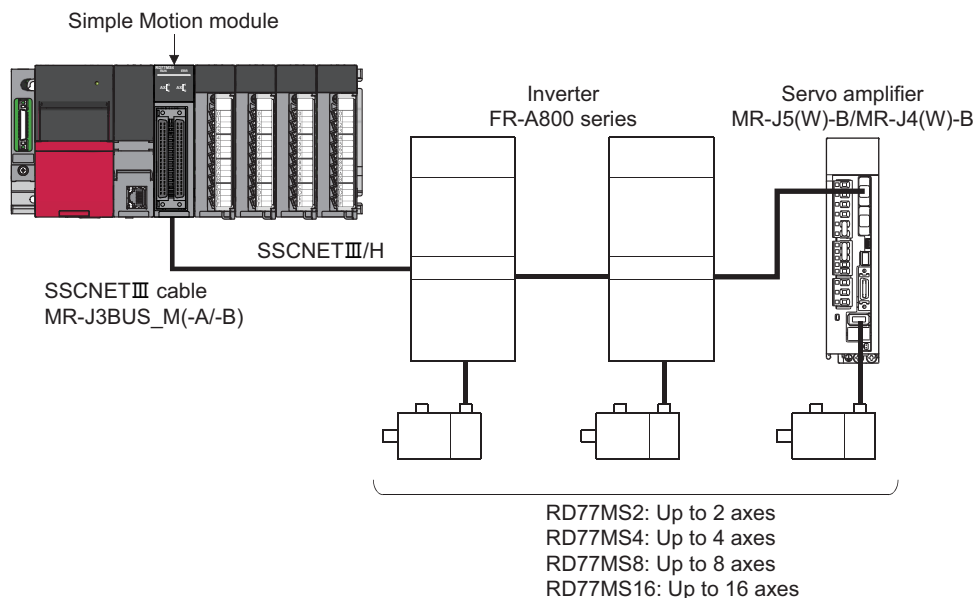 Simple Motion module
Inverter
FR-A800 series
Servo amplifier
MR-J5(W)-B/MR-J4(W)-B
SSCNETⅢ/H
SSCNETⅢ cable
MR-J3BUS_M(-A/-B)
RD77MS2: Up to 2 axes
RD77MS4: Up to 4 axes
RD77MS8: Up to 8 axes
RD77MS16: Up to 16 axes